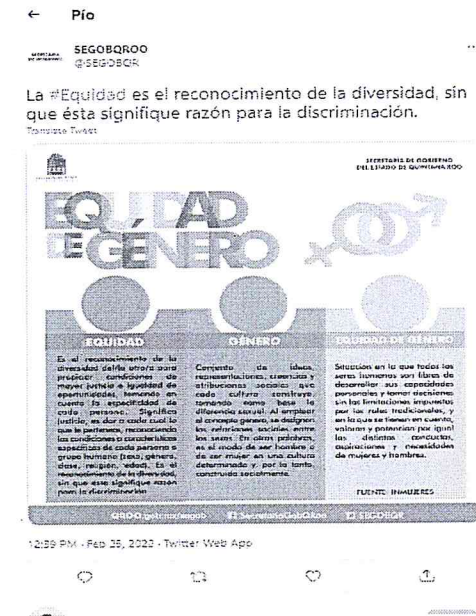 ← Pío
SEGOBQROO
@SEGOBQR
La #Equidad es el reconocimiento de la diversidad, sin
que ésta signifique razón para la discriminación.
Translate Tweet
SECRETARÍA DE GOBIERNO
DEL ESTADO DE QUINTANA ROO
EQUIDAD
DE GÉNERO
EQUIDAD
Es el reconocimiento de la
diversidad del/la otro/a para
propiciar condiciones de
mayor justicia e igualdad de
oportunidades, tomando en
cuenta la especificidad de
cada persona. Significa
justicia, es dar a cada cual lo
que le pertenece, reconociendo
las condiciones o características
específicas de cada persona o
grupo humano (sexo, género,
clase, religión, edad). Es el
reconocimiento de la diversidad,
sin que esto signifique razón
para la discriminación
GÉNERO
Conjunto de ideas,
representaciones, creencias y
atribuciones sociales que
cada cultura construye
tomando como base la
diferencia sexual. Al emplear
el concepto género, se designan
las relaciones sociales entre
los sexos. En otras palabras,
es el modo de ser hombre o
de ser mujer en una cultura
determinada y, por lo tanto,
construida socialmente.
EQUIDAD DE GÉNERO
Situación en la que todos los
seres humanos son libres de
desarrollar sus capacidades
personales y tomar decisiones
sin las limitaciones impuestas
por los roles tradicionales, y
en la que se tienen en cuenta,
valoran y potencian por igual
las distintas conductas,
aspiraciones y necesidades
de mujeres y hombres.
FUENTE: INMUJERES
QROO.gob.mx/segob SecretariaGobQRoo SEGOBQR
12:59 PM · Feb 25, 2022 · Twitter Web App